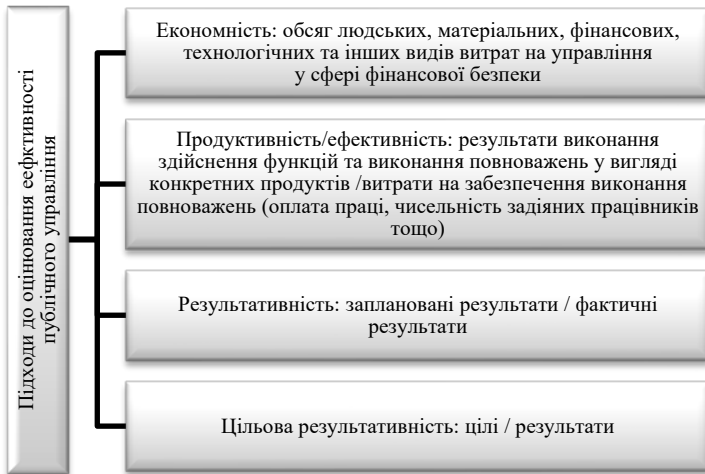 Підходи до оцінювання еефктивності
публічного управління
Економність: обсяг людських, матеріальних, фінансових,
технологічних та інших видів витрат на управління
у сфері фінансової безпеки
Продуктивність/ефективність: результати виконання
здійснення функцій та виконання повноважень у вигляді
конкретних продуктів /витрати на забезпечення виконання
повноважень (оплата праці, чисельність задіяних працівників
тощо)
Результативність: заплановані результати / фактичні
результати
Цільова результативність: цілі / результати